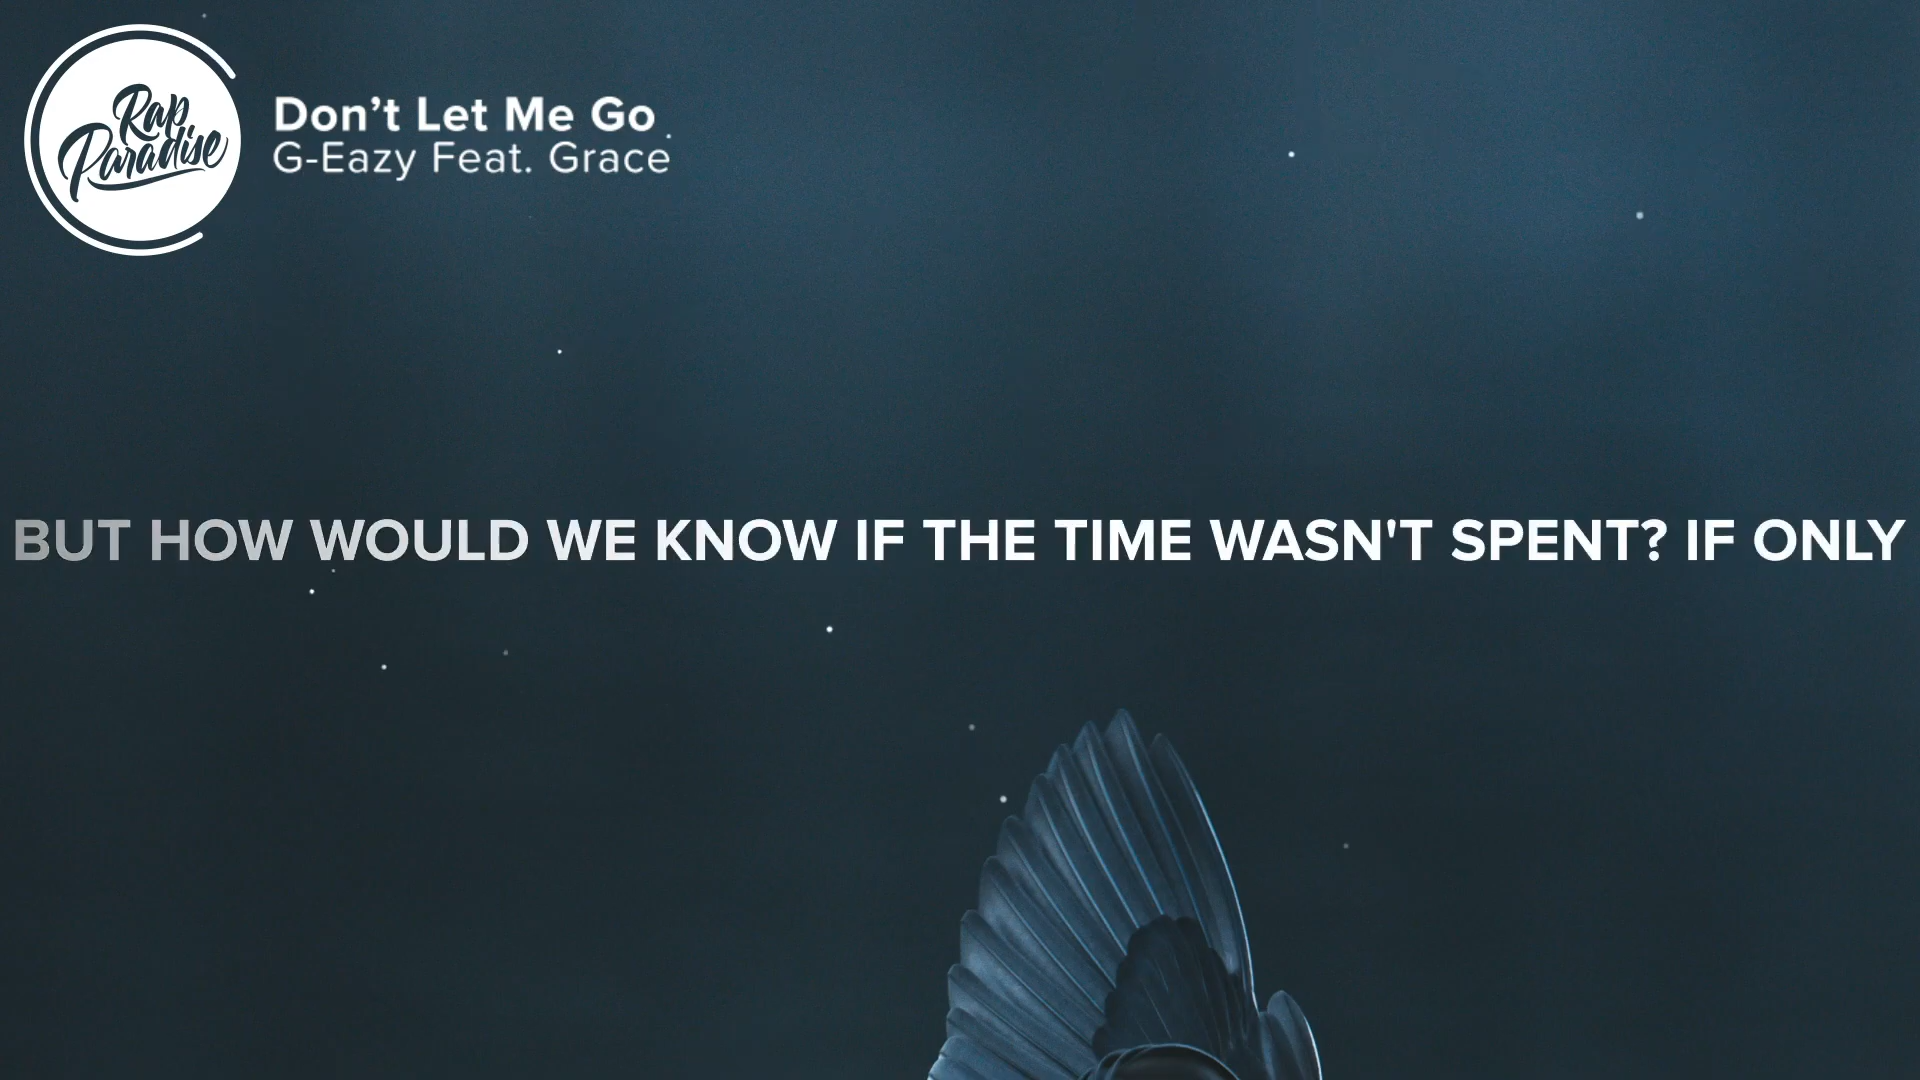 Rap
Paradise
Don't Let Me Go
G-Eazy Feat. Grace
BUT HOW WOULD WE KNOW IF THE TIME WASN'T SPENT? IF ONLY